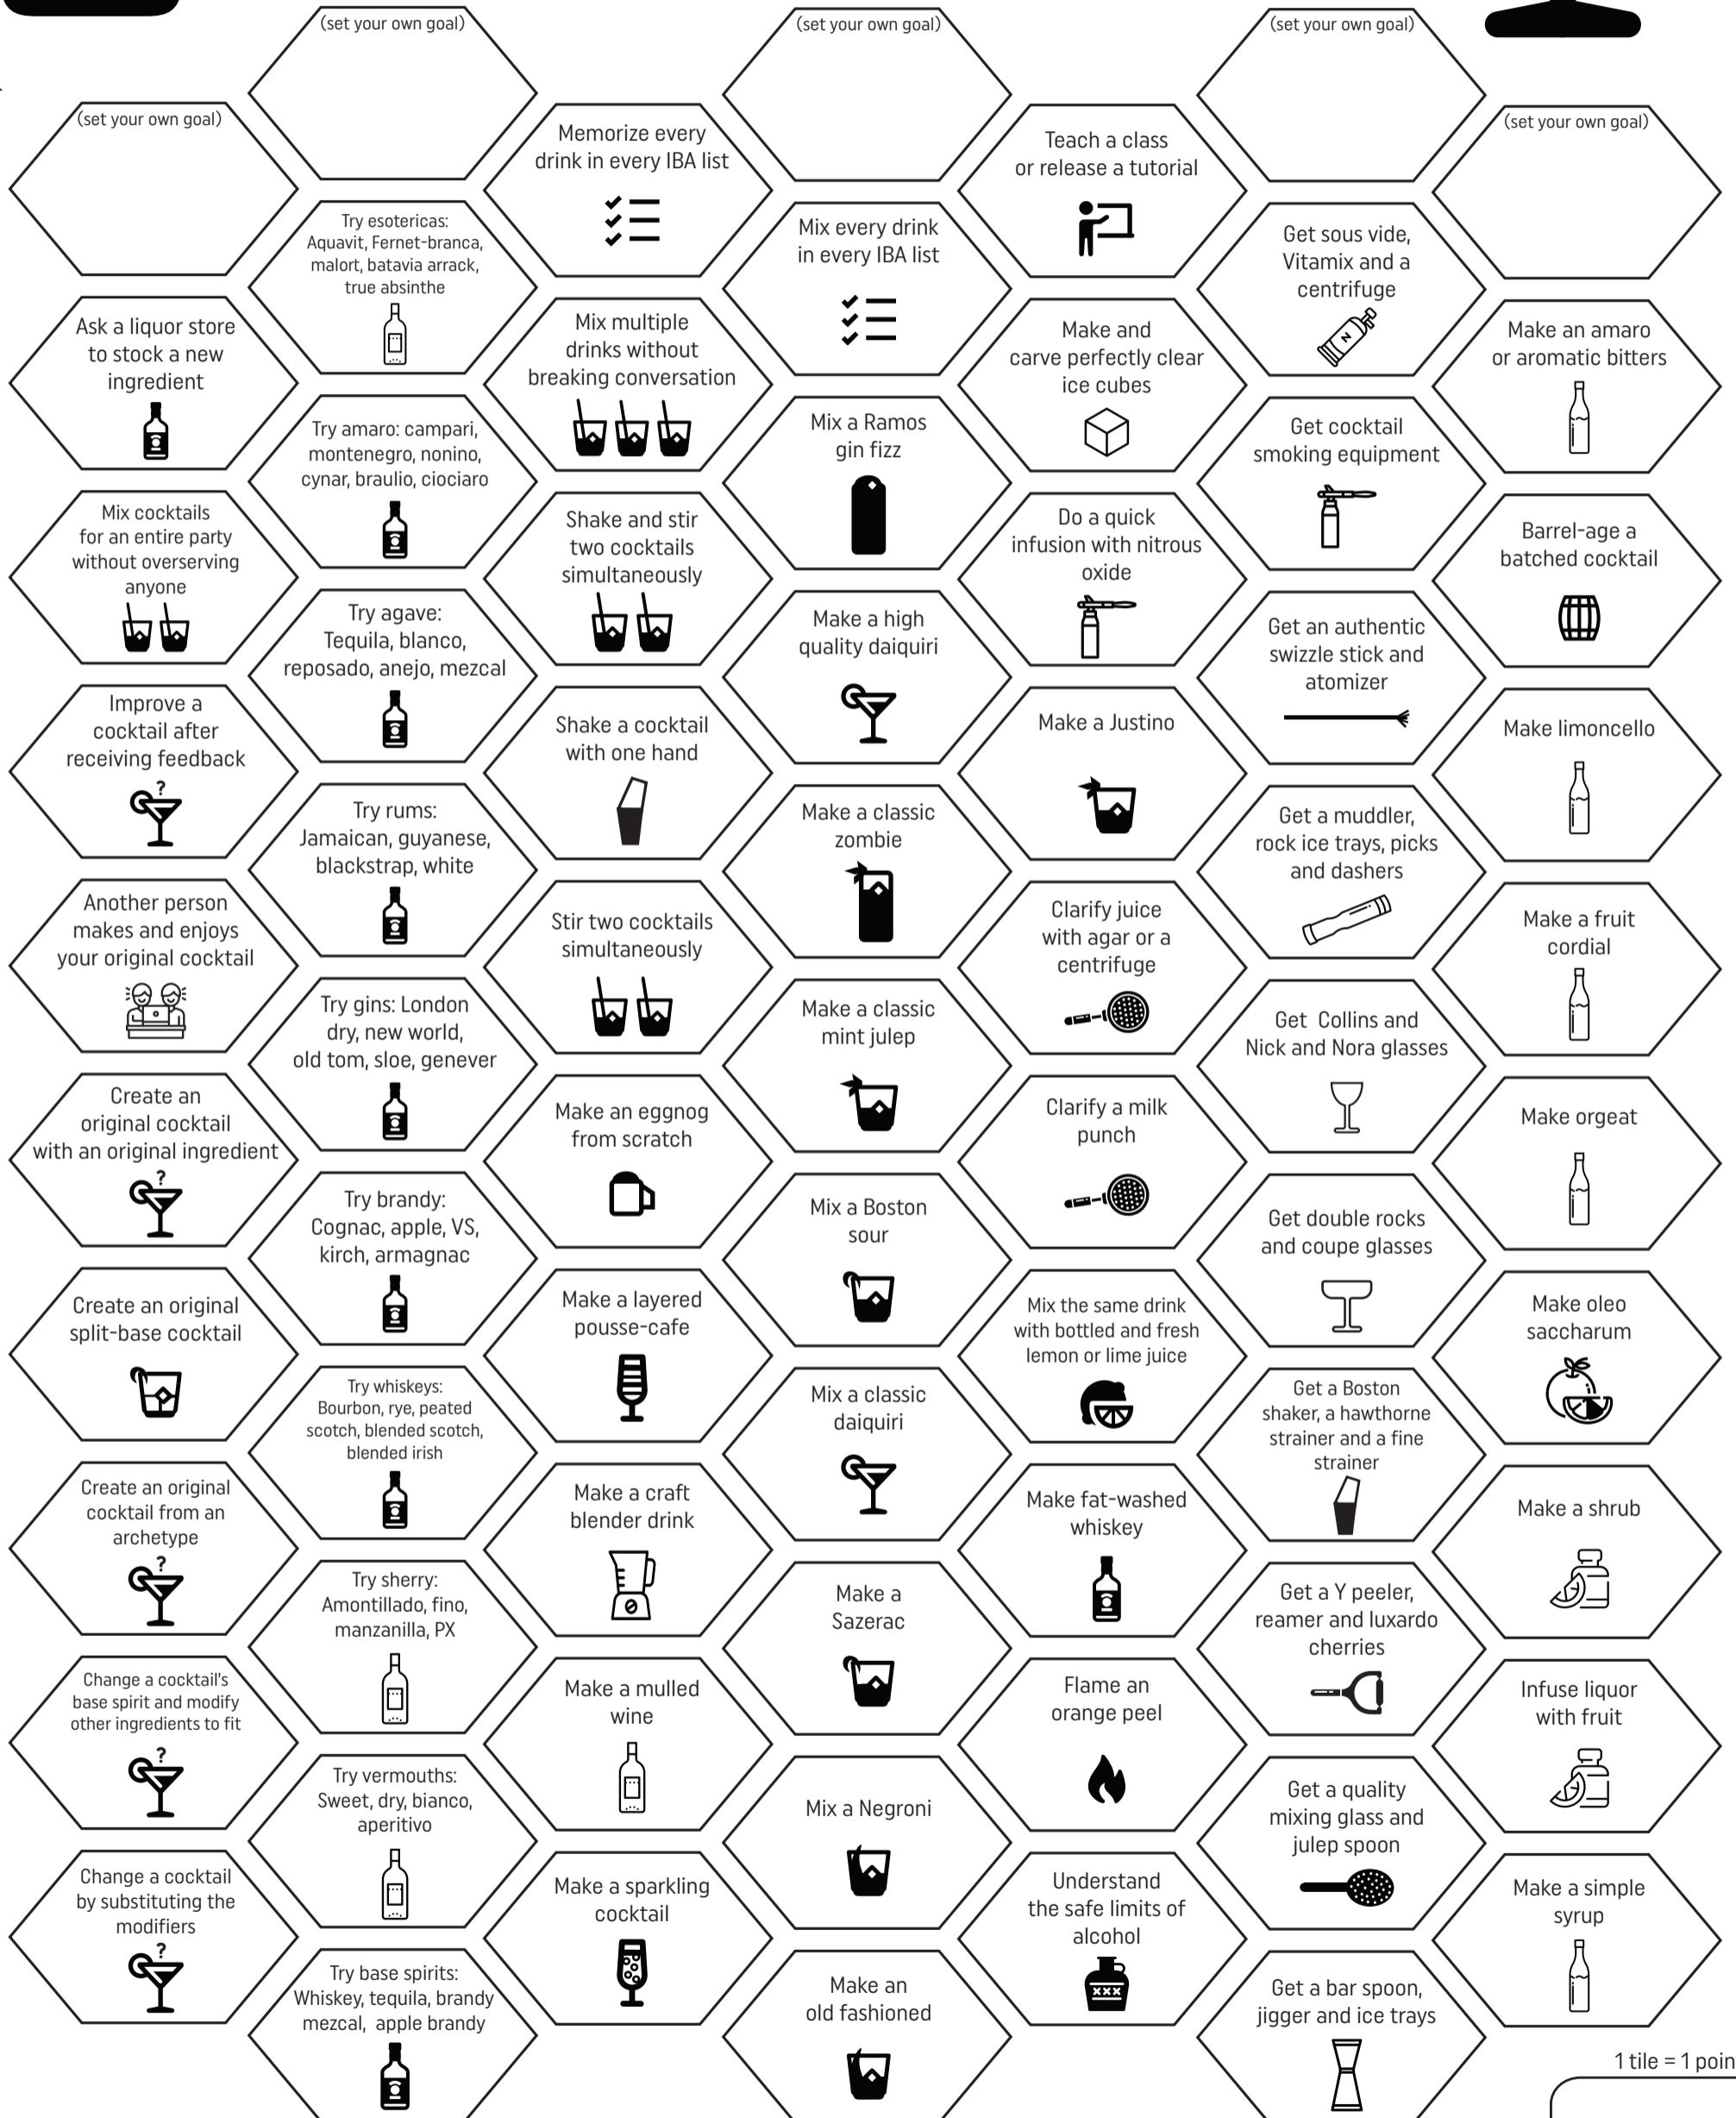 (set your own goal)
(set your own goal)
(set your own goal)
(set your own goal)
(set your own goal)
Ask a liquor store
to stock a new
ingredient
Mix cocktails
for an entire party
without overserving
anyone
Improve a
cocktail after
receiving feedback
?
Another person
makes and enjoys
your original cocktail
Create an
original cocktail
with an original ingredient
?
Create an original
split-base cocktail
Create an original
cocktail from an
archetype
?
Change a cocktail's
base spirit and modify
other ingredients to fit
?
Change a cocktail
by substituting the
modifiers
?
Try esotericas:
Aquavit, Fernet-branca,
malort, batavia arrack,
true absinthe
Try amaro: campari,
montenegro, nonino,
cynar, braulio, ciociaro
Try agave:
Tequila, blanco,
reposado, anejo, mezcal
Try rums:
Jamaican, guyanese,
blackstrap, white
Try gins: London
dry, new world,
old tom, sloe, genever
Try brandy:
Cognac, apple, VS,
kirch, armagnac
Try whiskeys:
Bourbon, rye, peated
scotch, blended scotch,
blended irish
Try sherry:
Amontillado, fino,
manzanilla, PX
Try vermouths:
Sweet, dry, bianco,
aperitivo
Try base spirits:
Whiskey, tequila, brandy
mezcal, apple brandy
Memorize every
drink in every IBA list
Mix multiple
drinks without
breaking conversation
Shake and stir
two cocktails
simultaneously
Shake a cocktail
with one hand
Stir two cocktails
simultaneously
Make an eggnog
from scratch
Make a layered
pousse-cafe
Make a craft
blender drink
Make a mulled
wine
Make a sparkling
cocktail
Mix every drink
in every IBA list
Mix a Ramos
gin fizz
Make a high
quality daiquiri
Make a classic
zombie
Make a classic
mint julep
Mix a Boston
sour
Mix a classic
daiquiri
Make a
Sazerac
Mix a Negroni
Make an
old fashioned
Teach a class
or release a tutorial
Make and
carve perfectly clear
ice cubes
Do a quick
infusion with nitrous
oxide
Make a Justino
Clarify juice
with agar or a
centrifuge
Clarify a milk
punch
Mix the same drink
with bottled and fresh
lemon or lime juice
Make fat-washed
whiskey
Flame an
orange peel
Understand
the safe limits of
alcohol
XXX
Get sous vide,
Vitamix and a
centrifuge
N
Get cocktail
smoking equipment
Get an authentic
swizzle stick and
atomizer
Get a muddler,
rock ice trays, picks
and dashers
Get Collins and
Nick and Nora glasses
Get double rocks
and coupe glasses
Get a Boston
shaker, a hawthorne
strainer and a fine
strainer
Get a Y peeler,
reamer and luxardo
cherries
Get a quality
mixing glass and
julep spoon
Get a bar spoon,
jigger and ice trays
Make an amaro
or aromatic bitters
Barrel-age a
batched cocktail
Make limoncello
Make a fruit
cordial
Make orgeat
Make oleo
saccharum
Make a shrub
Infuse liquor
with fruit
Make a simple
syrup
1 tile = 1 poin